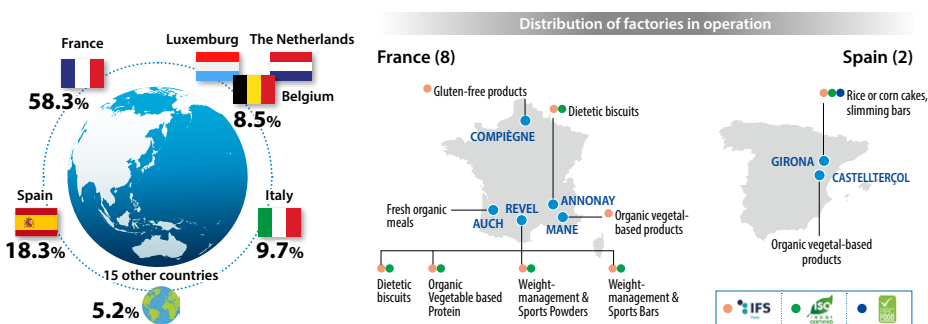 Distribution of factories in operation
France
58.3%
Luxemburg
The Netherlands
Belgium
8.5%
Spain
18.3%
Italy
9.7%
15 other countries
5.2%
France (8)
Gluten-free products
COMPIÈGNE
Dietetic biscuits
Fresh organic
meals
AUCH
REVEL
ANNONAY
MANE
Organic vegetal-
based products
Dietetic
biscuits
Organic
Vegetable based
Protein
Weight-
management &
Sports Powders
Weight-
management &
Sports Bars
Spain (2)
Rice or corn cakes,
slimming bars
GIRONA
CASTELLTERÇOL
Organic vegetal-based
products
IFS
ISO